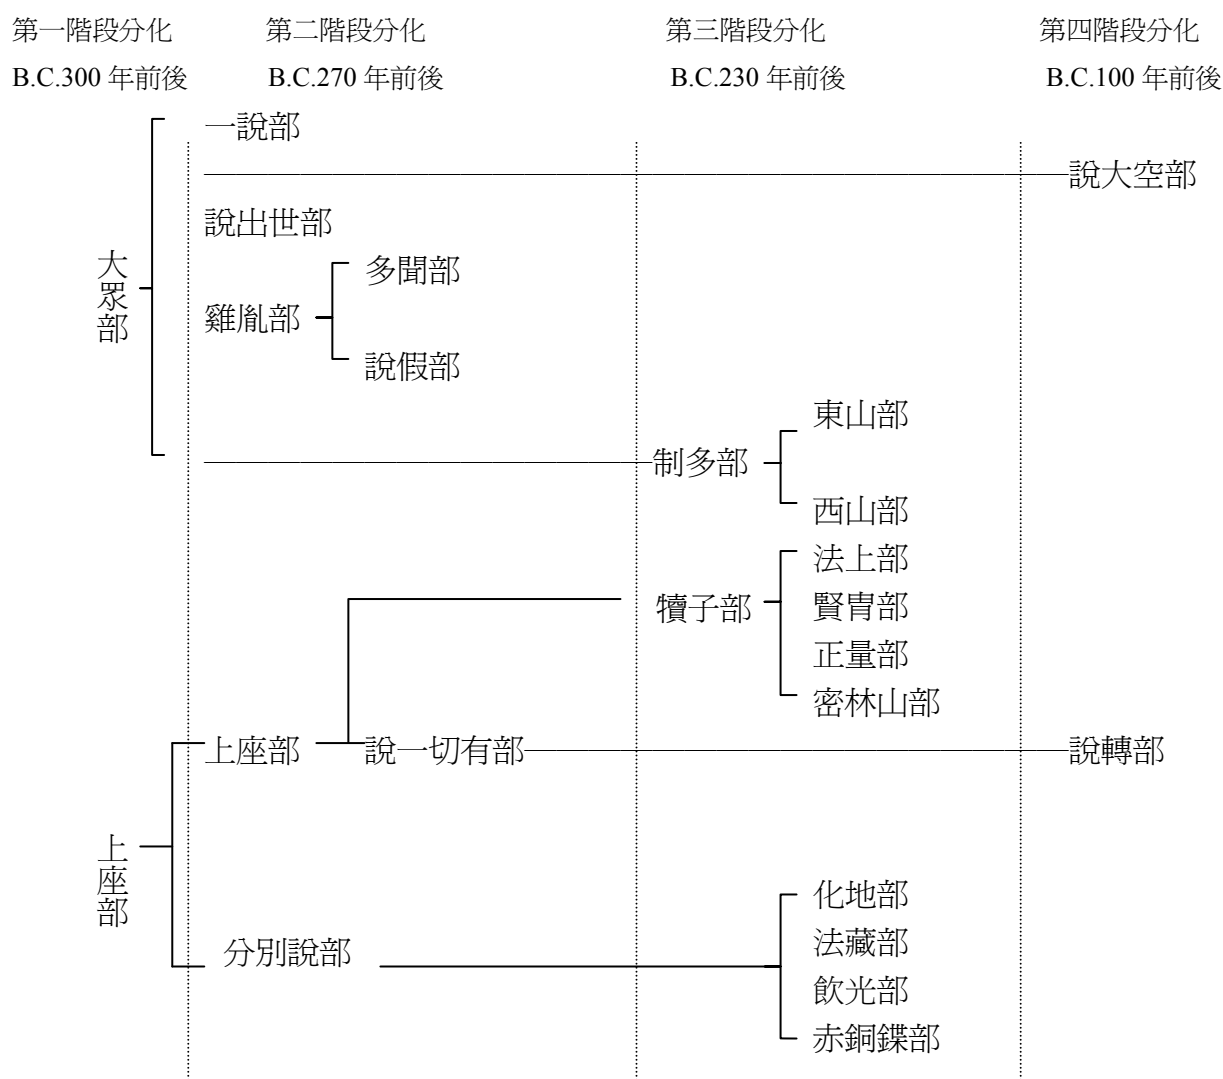 第一階段分化 第二階段分化 第三階段分化 第四階段分化
B.C.300 年前後 B.C.270 年前後 B.C.230 年前後 B.C.100 年前後
一說部
說大空部
說出世部
大眾部
多聞部
雞胤部
說假部
東山部
制多部
西山部
法上部
犢子部
賢冑部
正量部
密林山部
上座部 說一切有部 說轉部
上座部
化地部
分別說部
法藏部
飲光部
赤銅鍱部